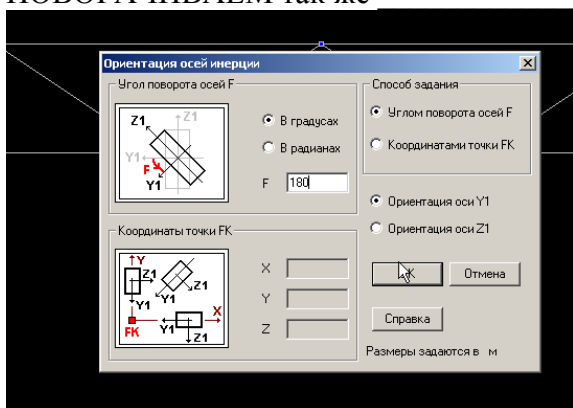 ПОВОРАЧИВАЕМ так же
Ориентация осей инерции
Угол поворота осей F
Z1
Z1
Y1
F
Y1
В градусах
В радианах
F 180
Способ задания
Углом поворота осей F
Координатами точки FK
Ориентация оси Y1
Ориентация оси Z1
Координаты точки FK
Y
Z1
Y1
Z1
Y1
X
FK
Y1
Z1
X
Y
Z
Отмена
Справка
Размеры задаются в м